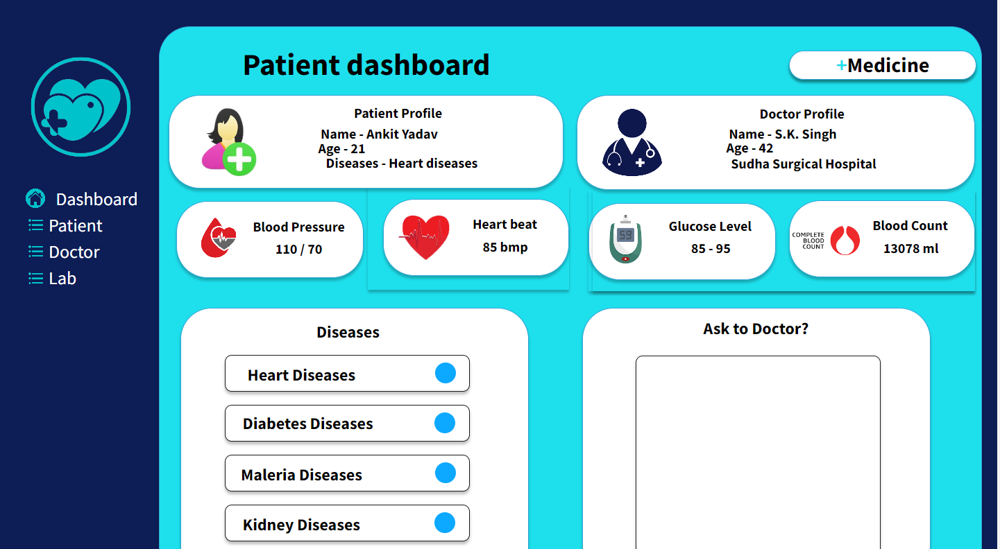 Patient dashboard
+Medicine
Dashboard
Patient
Doctor
Lab
Patient Profile
Name - Ankit Yadav
Age - 21
Diseases - Heart diseases
Doctor Profile
Name - S.K. Singh
Age - 42
Sudha Surgical Hospital
Blood Pressure
110 / 70
Heart beat
85 bmp
59
Glucose Level
85 - 95
COMPLETE
BLOOD
COUNT
Blood Count
13078 ml
Diseases
Heart Diseases
Diabetes Diseases
Maleria Diseases
Kidney Diseases
Ask to Doctor?